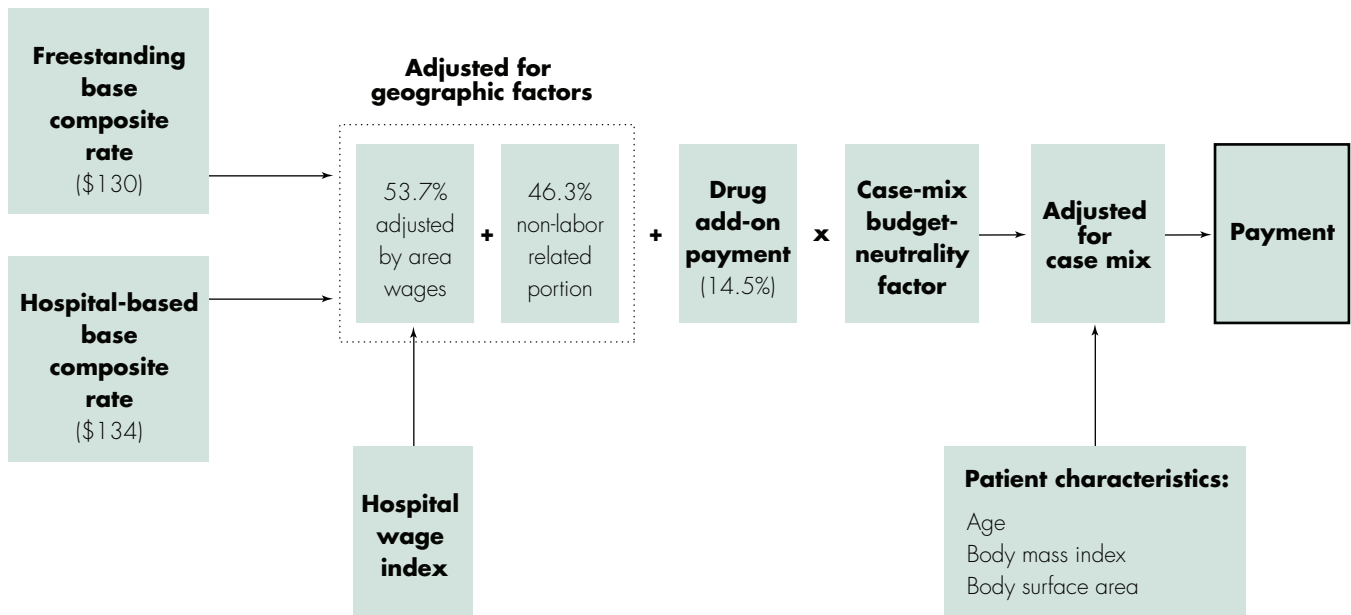 Freestanding
base
composite
rate
($130)
Hospital-based
base
composite
rate
($134)
Adjusted for
geographic factors
53.7%
adjusted
by area
wages
+
46.3%
non-labor
related
portion
+
Drug
add-on
payment
(14.5%)
x
Case-mix
budget-
neutrality
factor
Adjusted
for
case mix
Payment
Hospital
wage
index
Patient characteristics:
Age
Body mass index
Body surface area